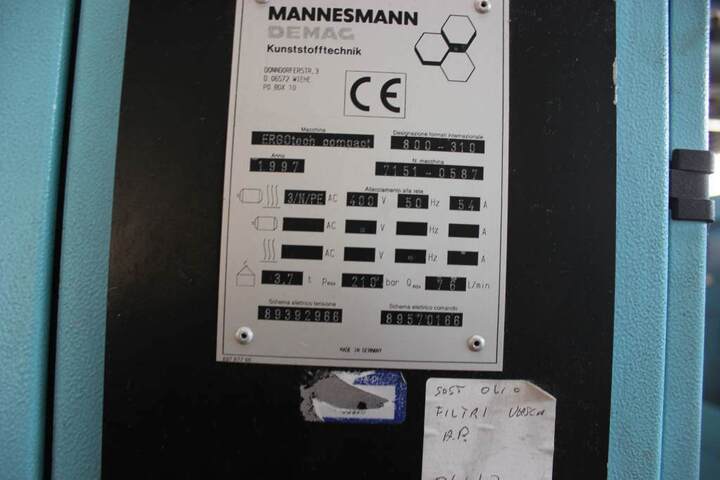 MANNESMANN
DEMAG
Kunststofftechnik
DONNDORFERSTR.3
D 06572 WIEHE
PO BOX 10
CE
Macchina
ERGOtech compact
Designazione formati internazionale
800-310
Anno
1997
N. macchina
7151-0587
Allacciamento alla rete
3/N/PE AC 400 V 50 Hz 54 A
AC V Hz A
AC V Hz A
3,7 t Pmax 210 bar Qmax 76 L/min
Schema elettrico tensione
89392966
Schema elettrico comando
89570166
MADE IN GERMANY
SOST OLIO
FILTRI